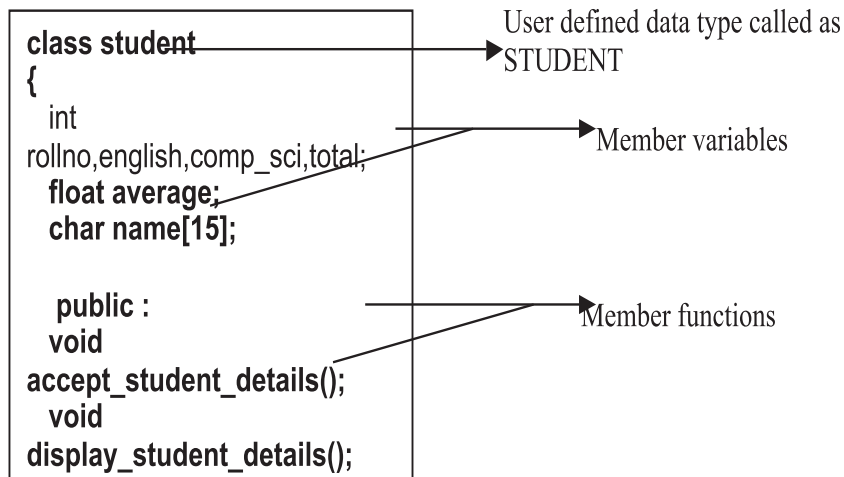 class student
{
int
rollno,english,comp_sci,total;
float average;
char name[15];
public :
void
accept_student_details();
void
display_student_details();
User defined data type called as
STUDENT
Member variables
Member functions